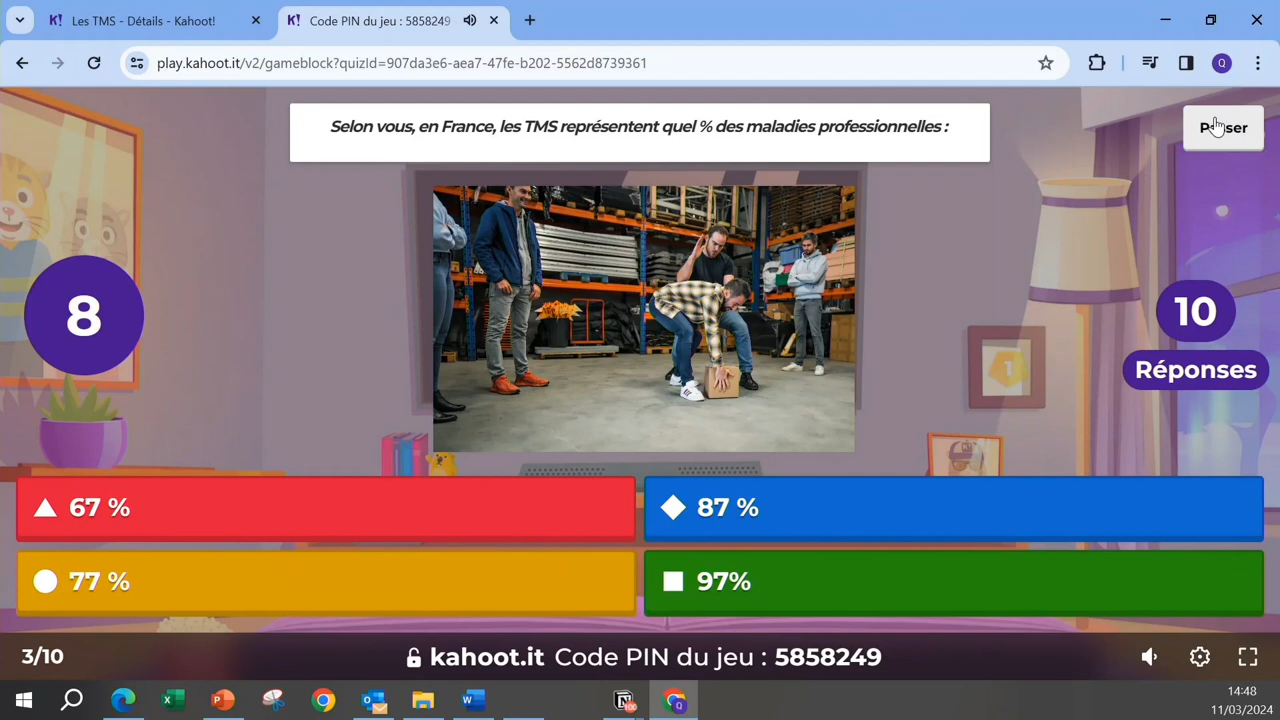 K! Les TMS - Détails - Kahoot!
K! Code PIN du jeu : 5858249
play.kahoot.it/v2/gameblock?quizId=907da3e6-aea7-47fe-b202-5562d8739361
Q
Selon vous, en France, les TMS représentent quel % des maladies professionnelles :
8
1
10
Réponses
67 %
87 %
77 %
97%
3/10
kahoot.it Code PIN du jeu : 5858249
14:48
11/03/2024